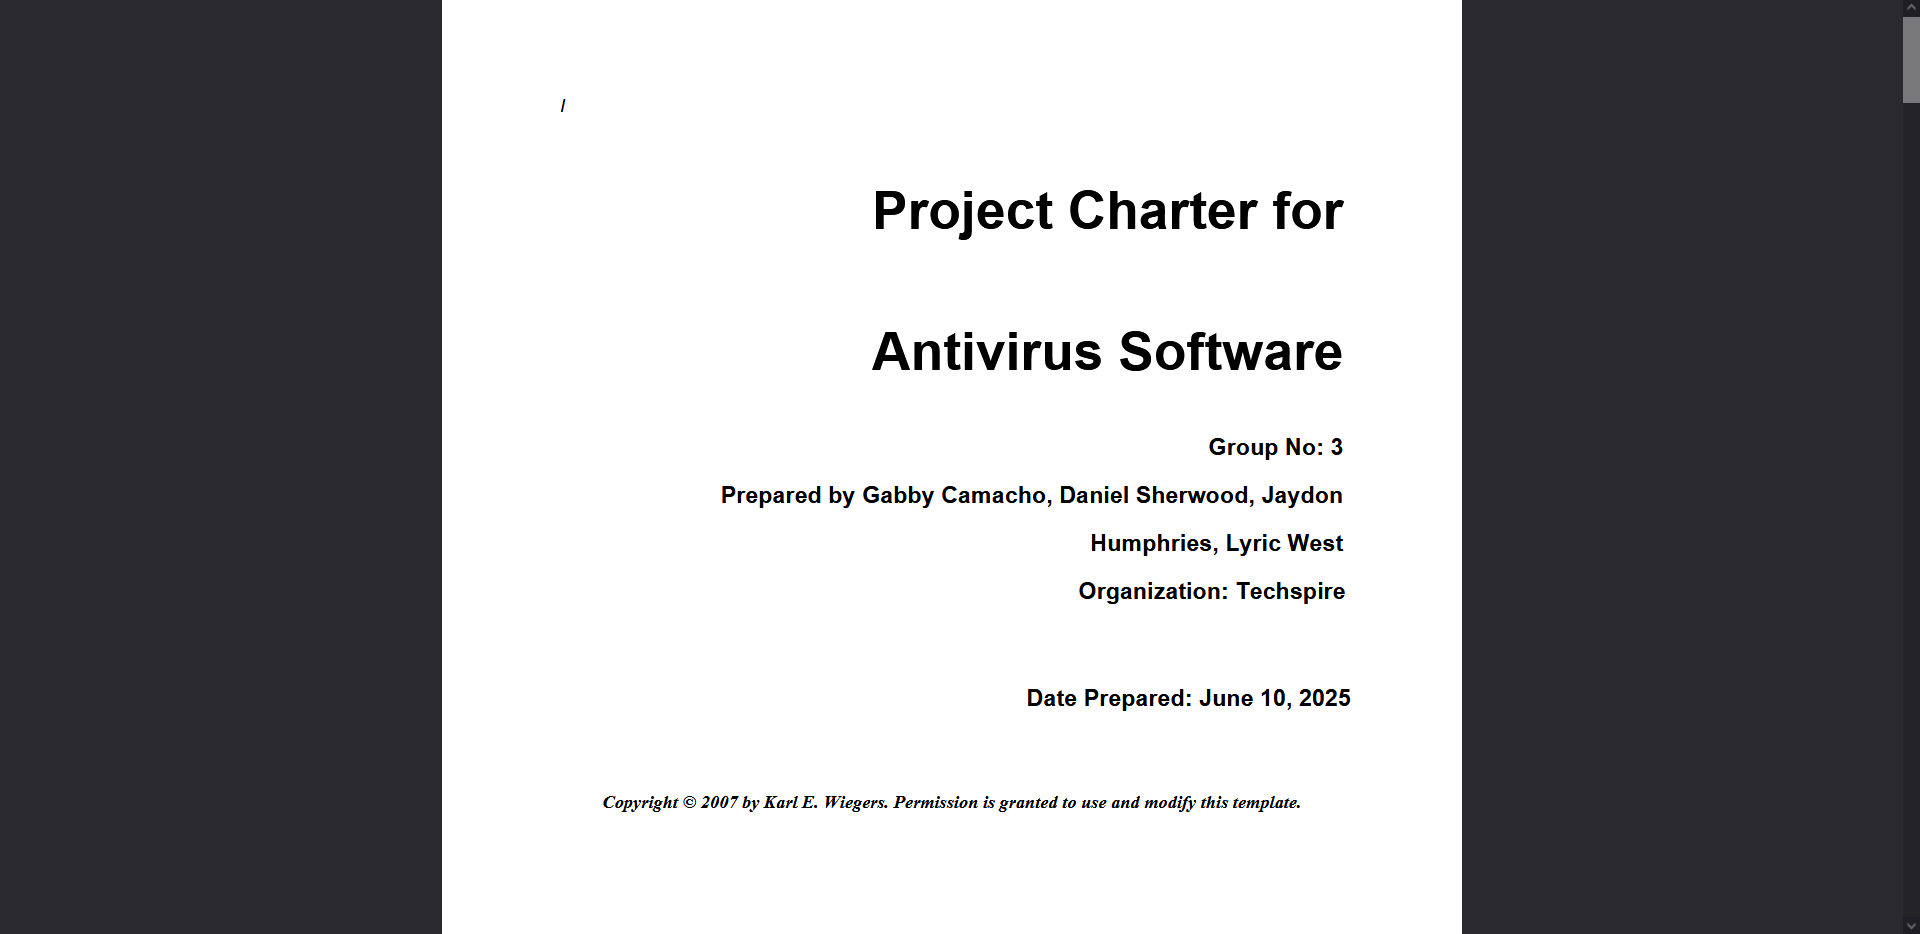 /
Project Charter for
Antivirus Software
Group No: 3
Prepared by Gabby Camacho, Daniel Sherwood, Jaydon
Humphries, Lyric West
Organization: Techspire
Date Prepared: June 10, 2025
Copyright © 2007 by Karl E. Wiegers. Permission is granted to use and modify this template.